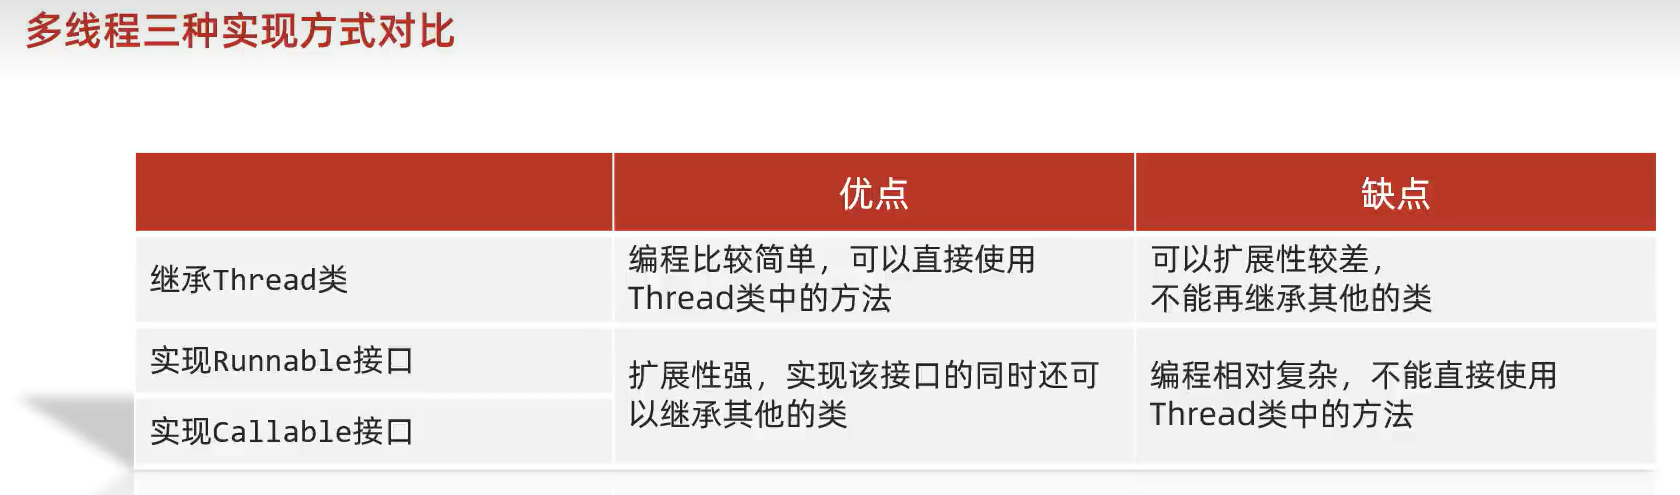 多线程三种实现方式对比
优点
缺点
继承Thread类
编程比较简单，可以直接使用
Thread类中的方法
可以扩展性较差，
不能再继承其他的类
实现Runnable接口
实现Callable接口
扩展性强，实现该接口的同时还可
以继承其他的类
编程相对复杂，不能直接使用
Thread类中的方法